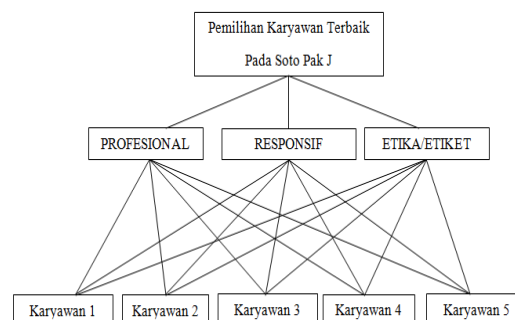 Pemilihan Karyawan Terbaik
Pada Soto Pak J
PROFESIONAL
RESPONSIF
ETIKA/ETIKET
Karyawan 1
Karyawan 2
Karyawan 3
Karyawan 4
Karyawan 5